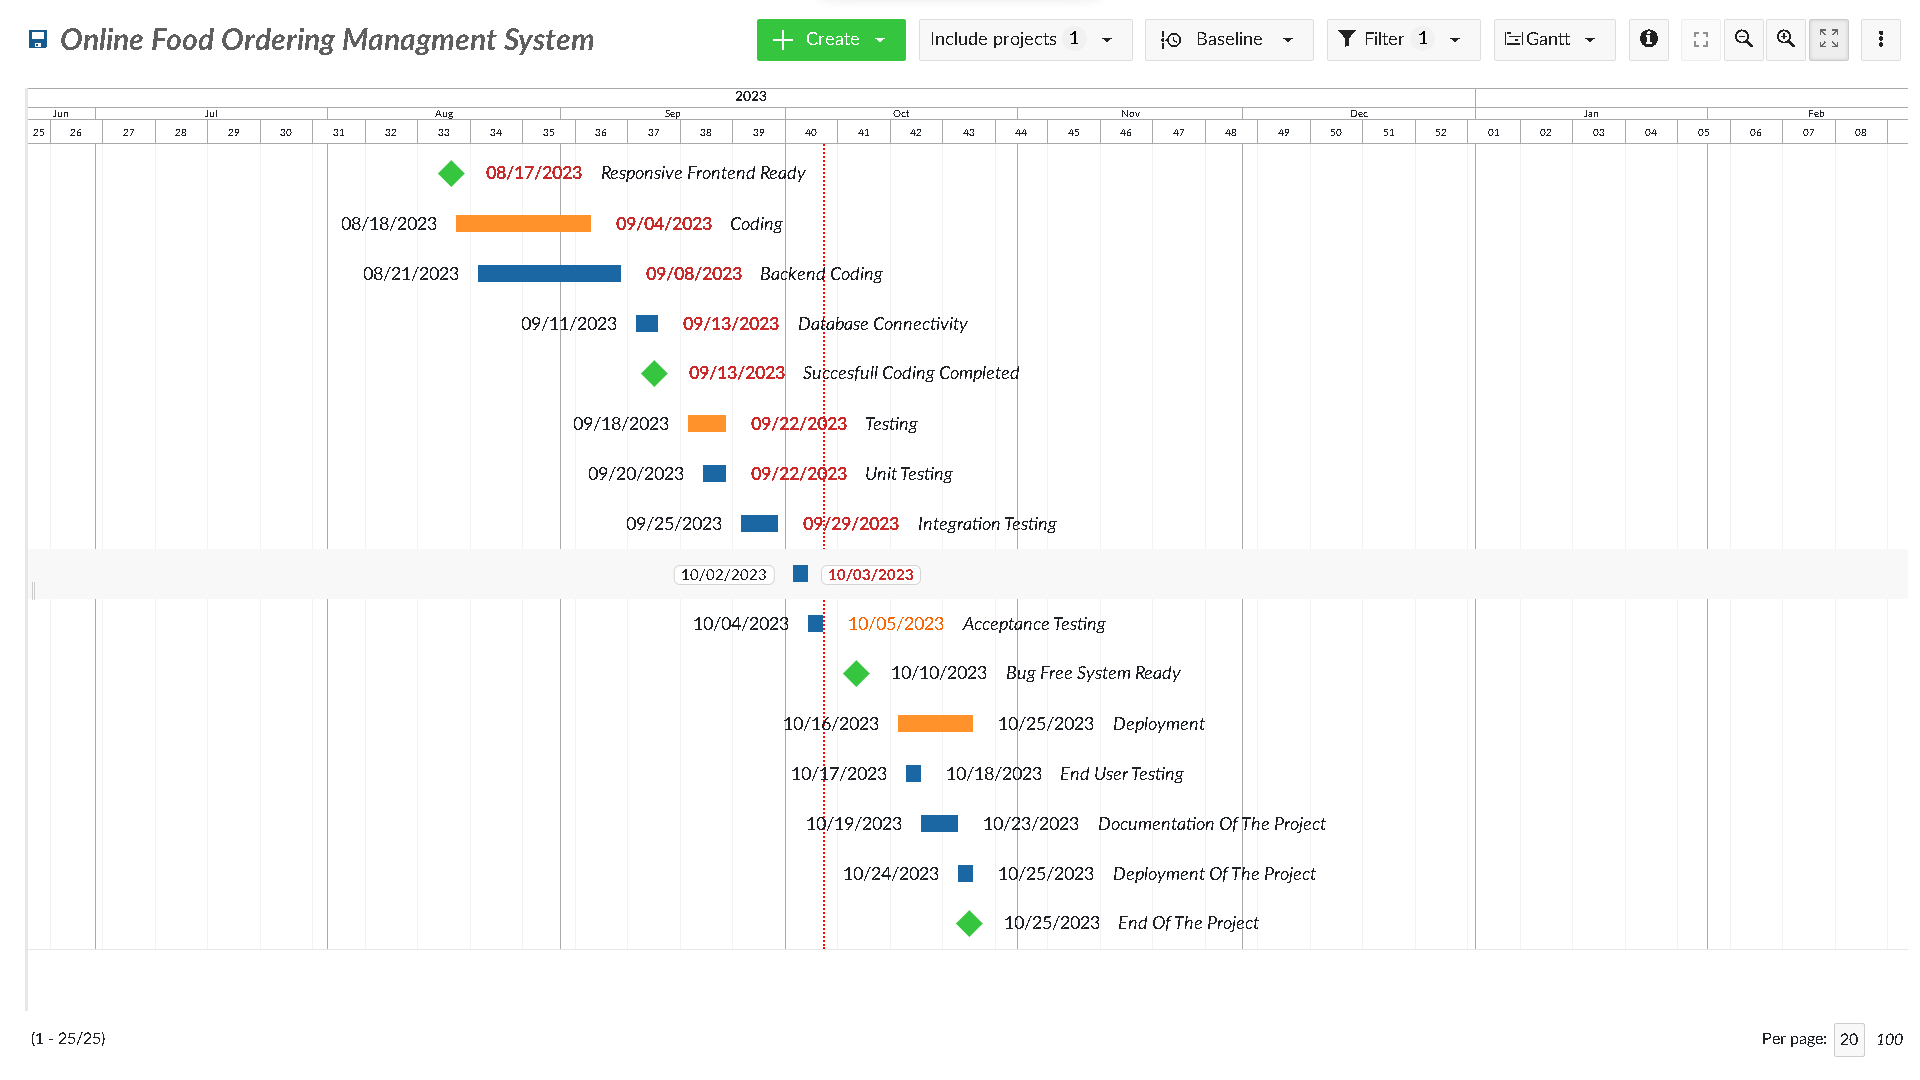 Online Food Ordering Managment System
Create
Include projects 1
Baseline
Filter 1
Gantt
2023
Jun Jul Aug Sep Oct Nov Dec Jan Feb
25 26 27 28 29 30 31 32 33 34 35 36 37 38 39 40 41 42 43 44 45 46 47 48 49 50 51 52 01 02 03 04 05 06 07 08
08/17/2023 Responsive Frontend Ready
08/18/2023 09/04/2023 Coding
08/21/2023 09/08/2023 Backend Coding
09/11/2023 09/13/2023 Database Connectivity
09/13/2023 Succesfull Coding Completed
09/18/2023 09/22/2023 Testing
09/20/2023 09/22/2023 Unit Testing
09/25/2023 09/29/2023 Integration Testing
10/02/2023 10/03/2023
10/04/2023 10/05/2023 Acceptance Testing
10/10/2023 Bug Free System Ready
10/16/2023 10/25/2023 Deployment
10/17/2023 10/18/2023 End User Testing
10/19/2023 10/23/2023 Documentation Of The Project
10/24/2023 10/25/2023 Deployment Of The Project
10/25/2023 End Of The Project
(1 - 25/25)
Per page: 20 100